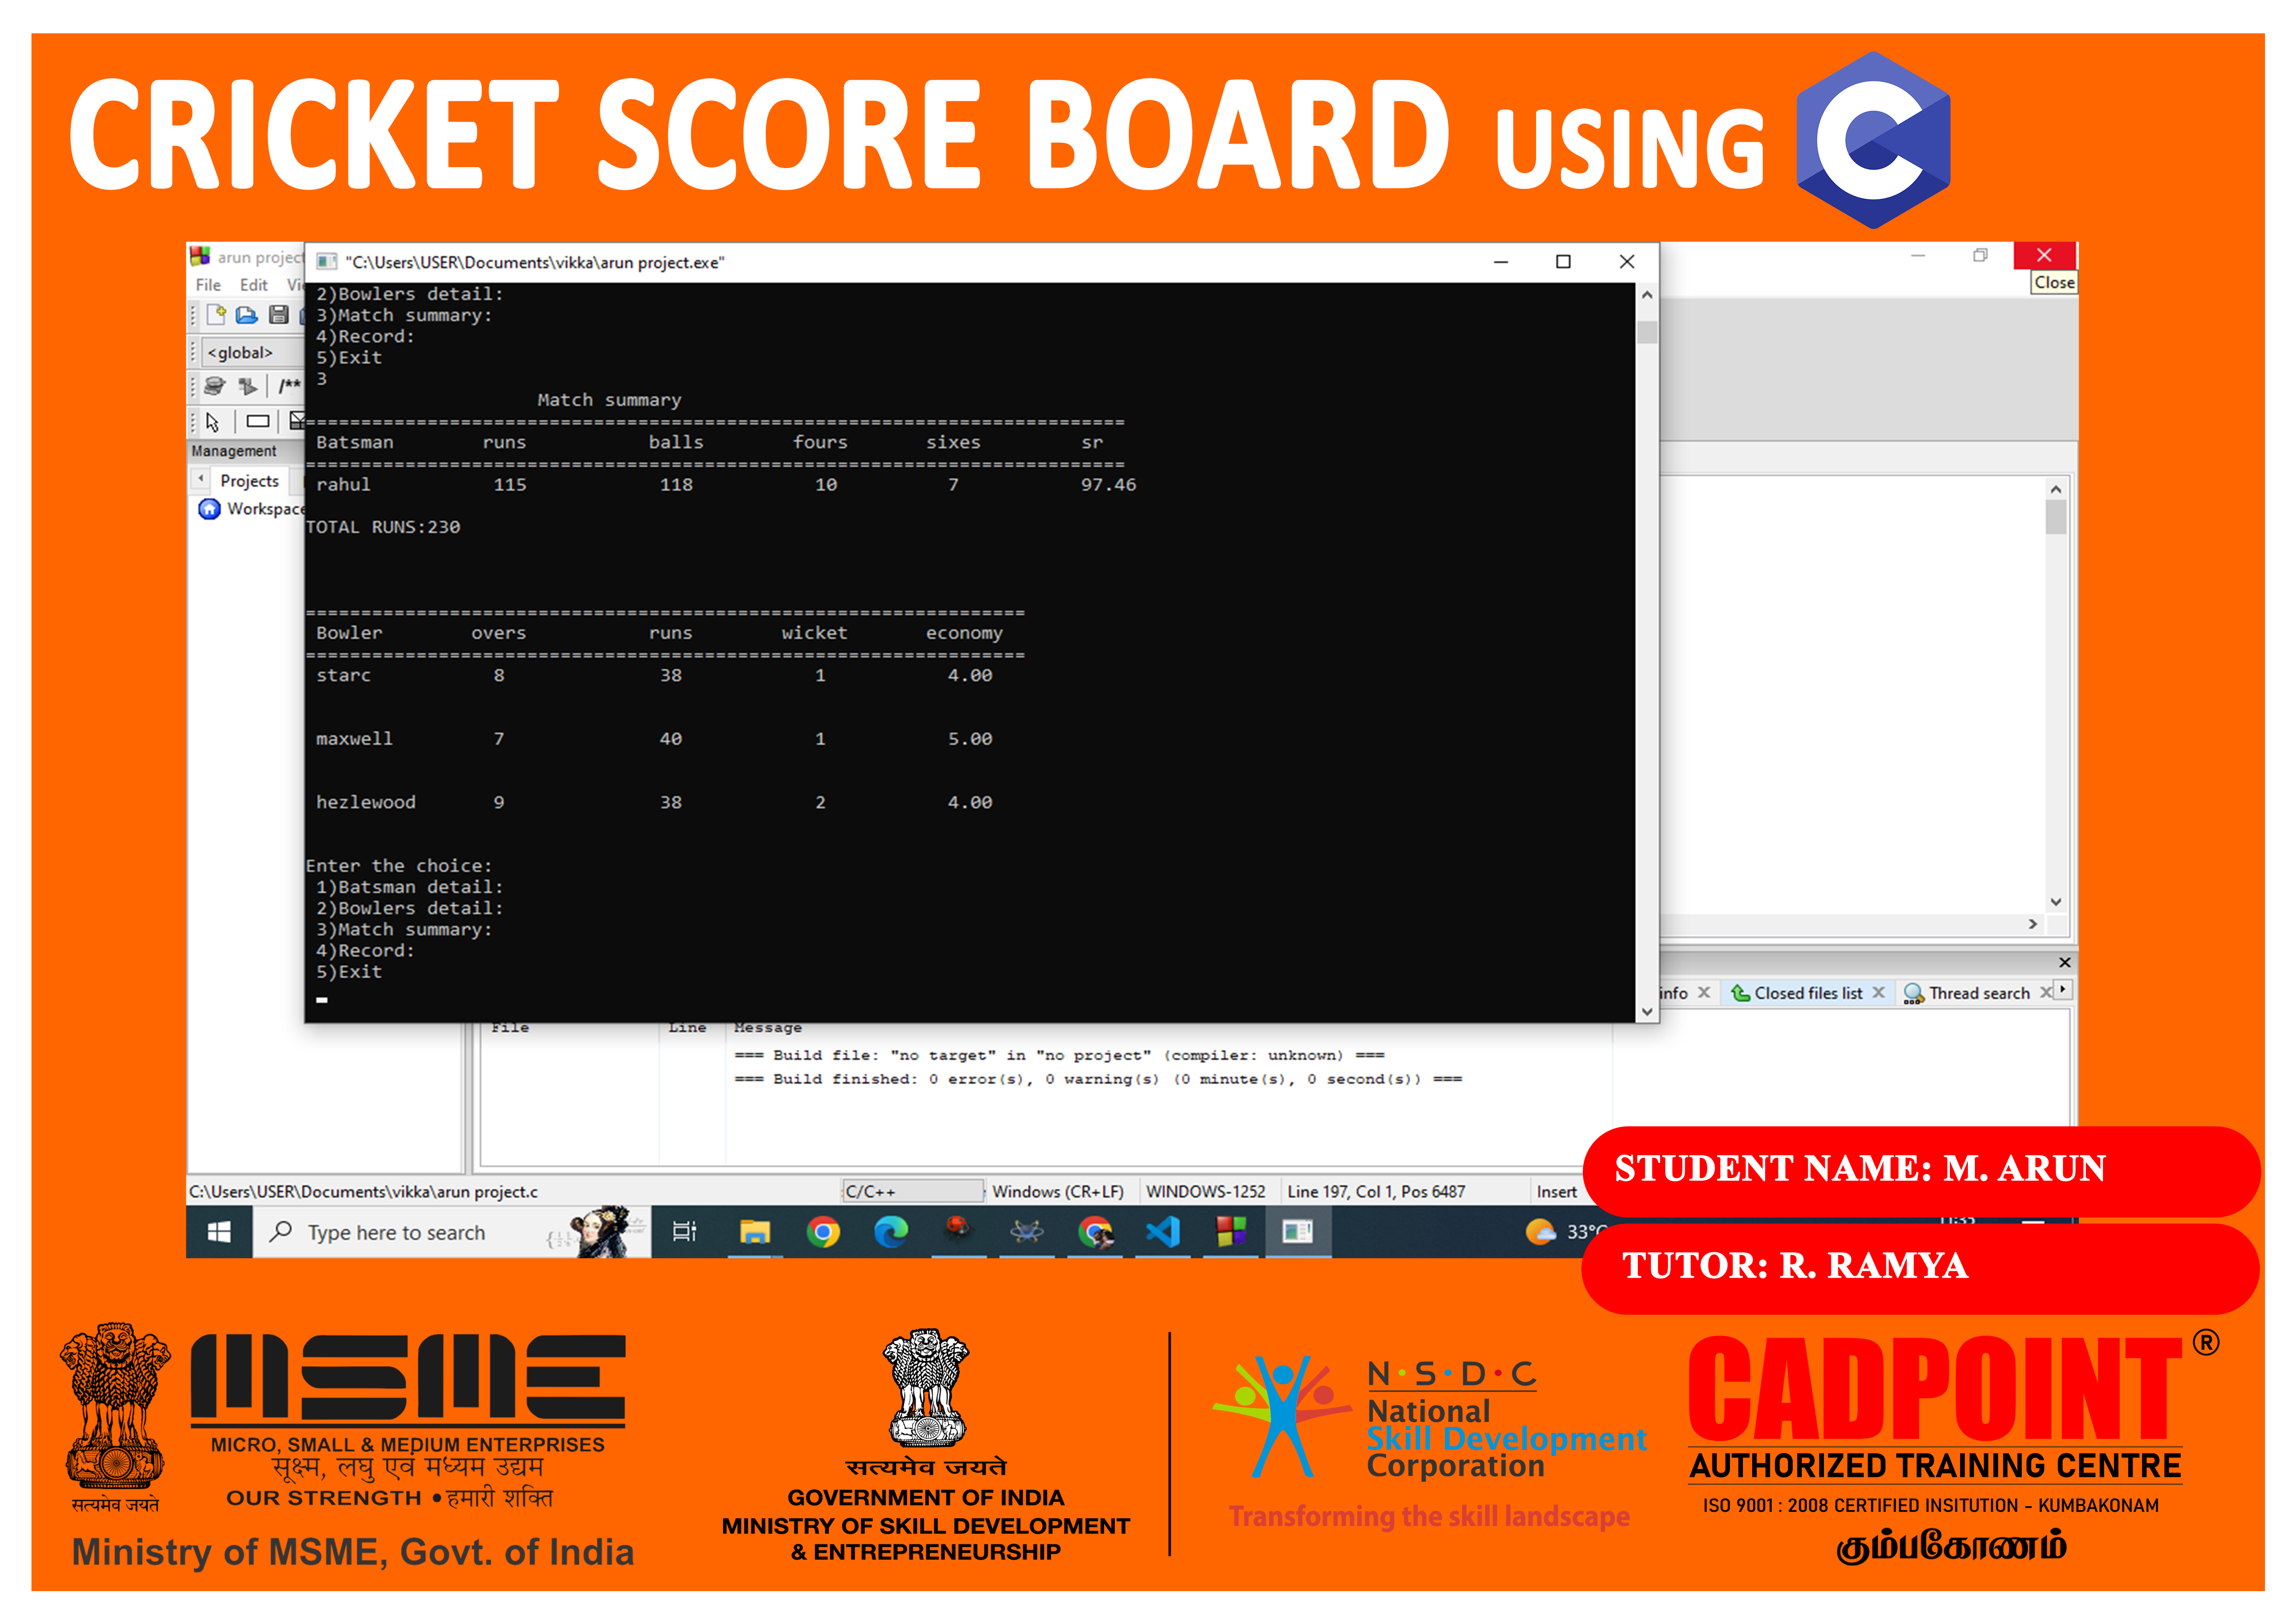 CRICKET SCORE BOARD USING C
arun project
"C:\Users\USER\Documents\vikka\arun project.exe"
Close
File Edit
<global>
/**
Management
Projects
Workspace
2)Bowlers detail:
3)Match summary:
4)Record:
5)Exit
3
Match summary
===========================================================================
Batsman runs balls fours sixes sr
===========================================================================
rahul 115 118 10 7 97.46
TOTAL RUNS:230
==================================================================
Bowler overs runs wicket economy
==================================================================
starc 8 38 1 4.00
maxwell 7 40 1 5.00
hezlewood 9 38 2 4.00
Enter the choice:
1)Batsman detail:
2)Bowlers detail:
3)Match summary:
4)Record:
5)Exit
info Closed files list Thread search
File Line Message
=== Build file: "no target" in "no project" (compiler: unknown) ===
=== Build finished: 0 error(s), 0 warning(s) (0 minute(s), 0 second(s)) ===
C:\Users\USER\Documents\vikka\arun project.c C/C++ Windows (CR+LF) WINDOWS-1252 Line 197, Col 1, Pos 6487 Insert
Type here to search 33°C
STUDENT NAME: M. ARUN
TUTOR: R. RAMYA
MSME
MICRO, SMALL & MEDIUM ENTERPRISES
सूक्ष्म, लघु एवं मध्यम उद्यम
OUR STRENGTH • हमारी शक्ति
सत्यमेव जयते
Ministry of MSME, Govt. of India
सत्यमेव जयते
GOVERNMENT OF INDIA
MINISTRY OF SKILL DEVELOPMENT
& ENTREPRENEURSHIP
N·S·D·C
National
Skill Development
Corporation
Transforming the skill landscape
CADPOINT ®
AUTHORIZED TRAINING CENTRE
ISO 9001 : 2008 CERTIFIED INSITUTION - KUMBAKONAM
கும்பகோணம்